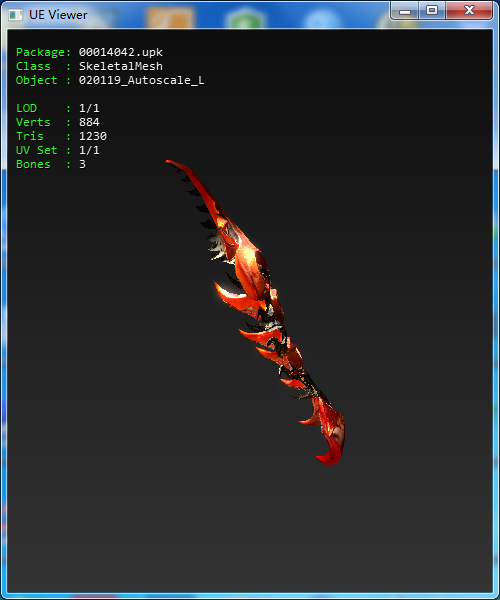 UE Viewer
Package: 00014042.upk
Class  : SkeletalMesh
Object : 020119_Autoscale_L
LOD    : 1/1
Verts  : 884
Tris   : 1230
UV Set : 1/1
Bones  : 3